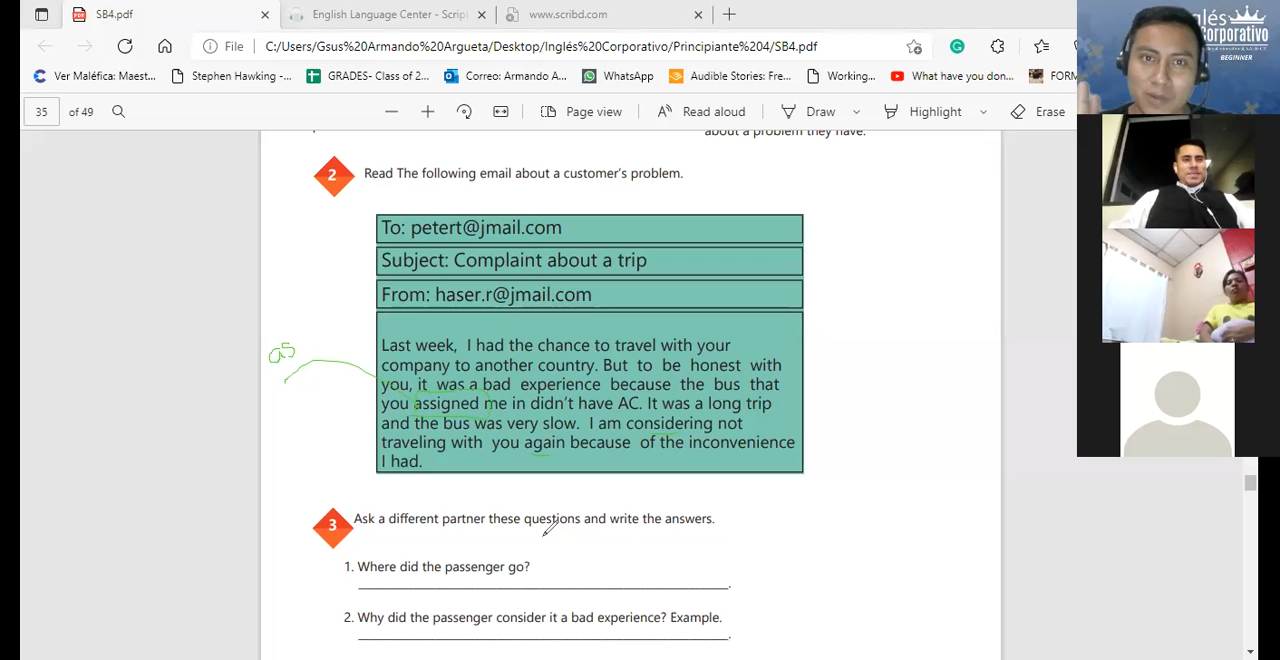 SB4.pdf
English Language Center - Scrip
www.scribd.com
File
C:/Users/Gsus%20Armando%20Argueta/Desktop/Inglés%20Corporativo/Principiante%204/SB4.pdf
Ver Maléfica: Maest...
Stephen Hawking -...
GRADES- Class of 2...
Correo: Armando A...
WhatsApp
Audible Stories: Fre...
Working...
What have you don...
FORM
35 of 49
Page view
Read aloud
Draw
Highlight
Erase
nglés
Corporativo
BEGINNER
about a problem they have.
2
Read The following email about a customer's problem.
To: petert@jmail.com
Subject: Complaint about a trip
From: haser.r@jmail.com
Last week, I had the chance to travel with your
company to another country. But to be honest with
you, it was a bad experience because the bus that
you assigned me in didn't have AC. It was a long trip
and the bus was very slow. I am considering not
traveling with you again because of the inconvenience
I had.
3
Ask a different partner these questions and write the answers.
1. Where did the passenger go?
2. Why did the passenger consider it a bad experience? Example.